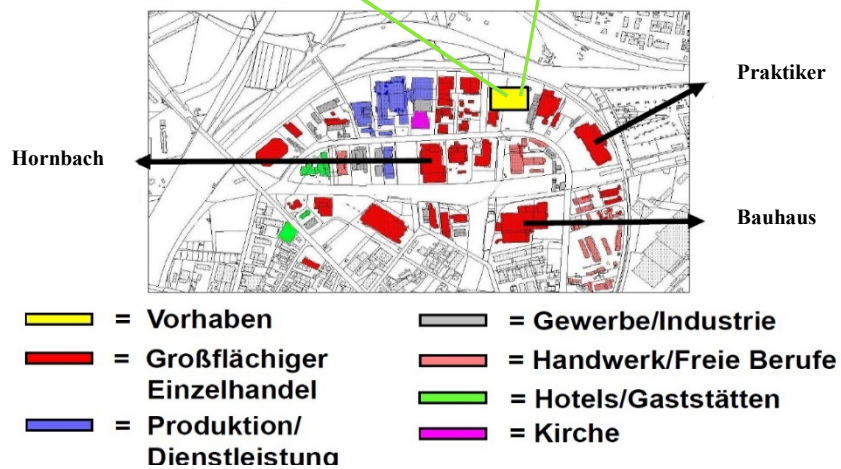 Praktiker
Hornbach
Bauhaus
= Vorhaben
= Großflächiger
Einzelhandel
= Produktion/
Dienstleistung
= Gewerbe/Industrie
= Handwerk/Freie Berufe
= Hotels/Gaststätten
= Kirche